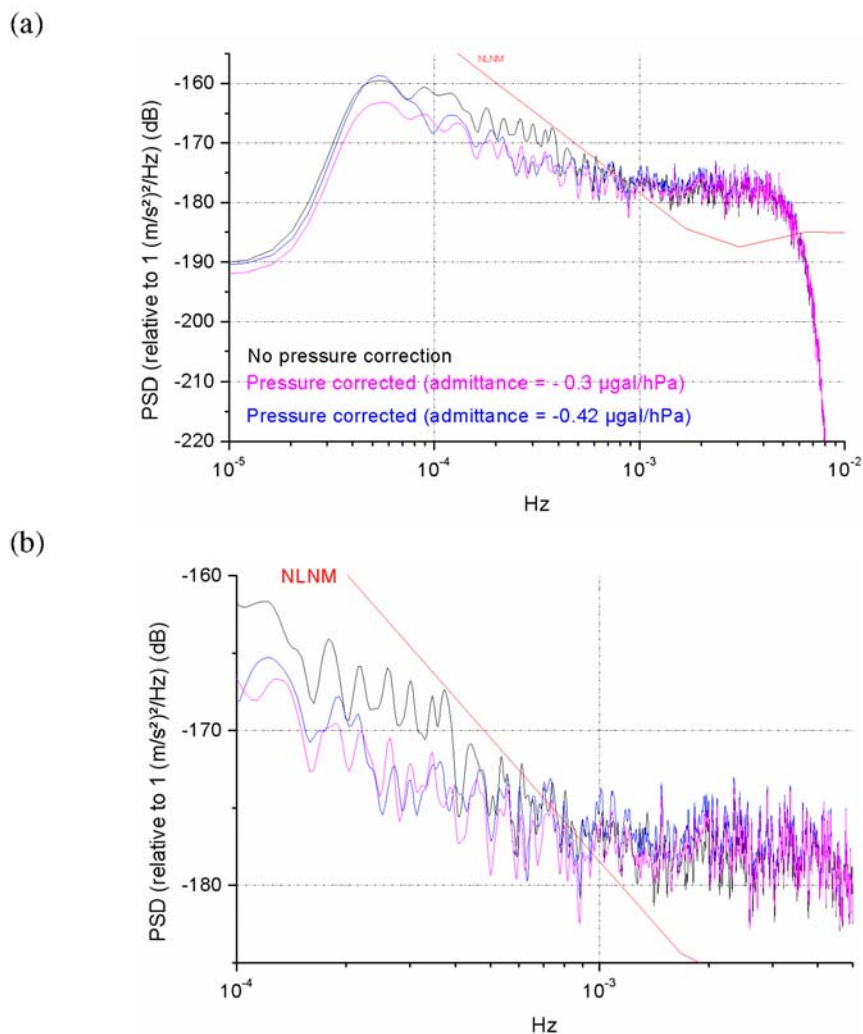 (a)
NLNM
-160
-170
-180
-190
-200
-210
-220
PSD (relative to 1 (m/s²)²/Hz) (dB)
No pressure correction
Pressure corrected (admittance = - 0.3 µgal/hPa)
Pressure corrected (admittance = -0.42 µgal/hPa)
10⁻⁵
10⁻⁴
10⁻³
10⁻²
Hz
(b)
NLNM
-160
-170
-180
PSD (relative to 1 (m/s²)²/Hz) (dB)
10⁻⁴
10⁻³
Hz